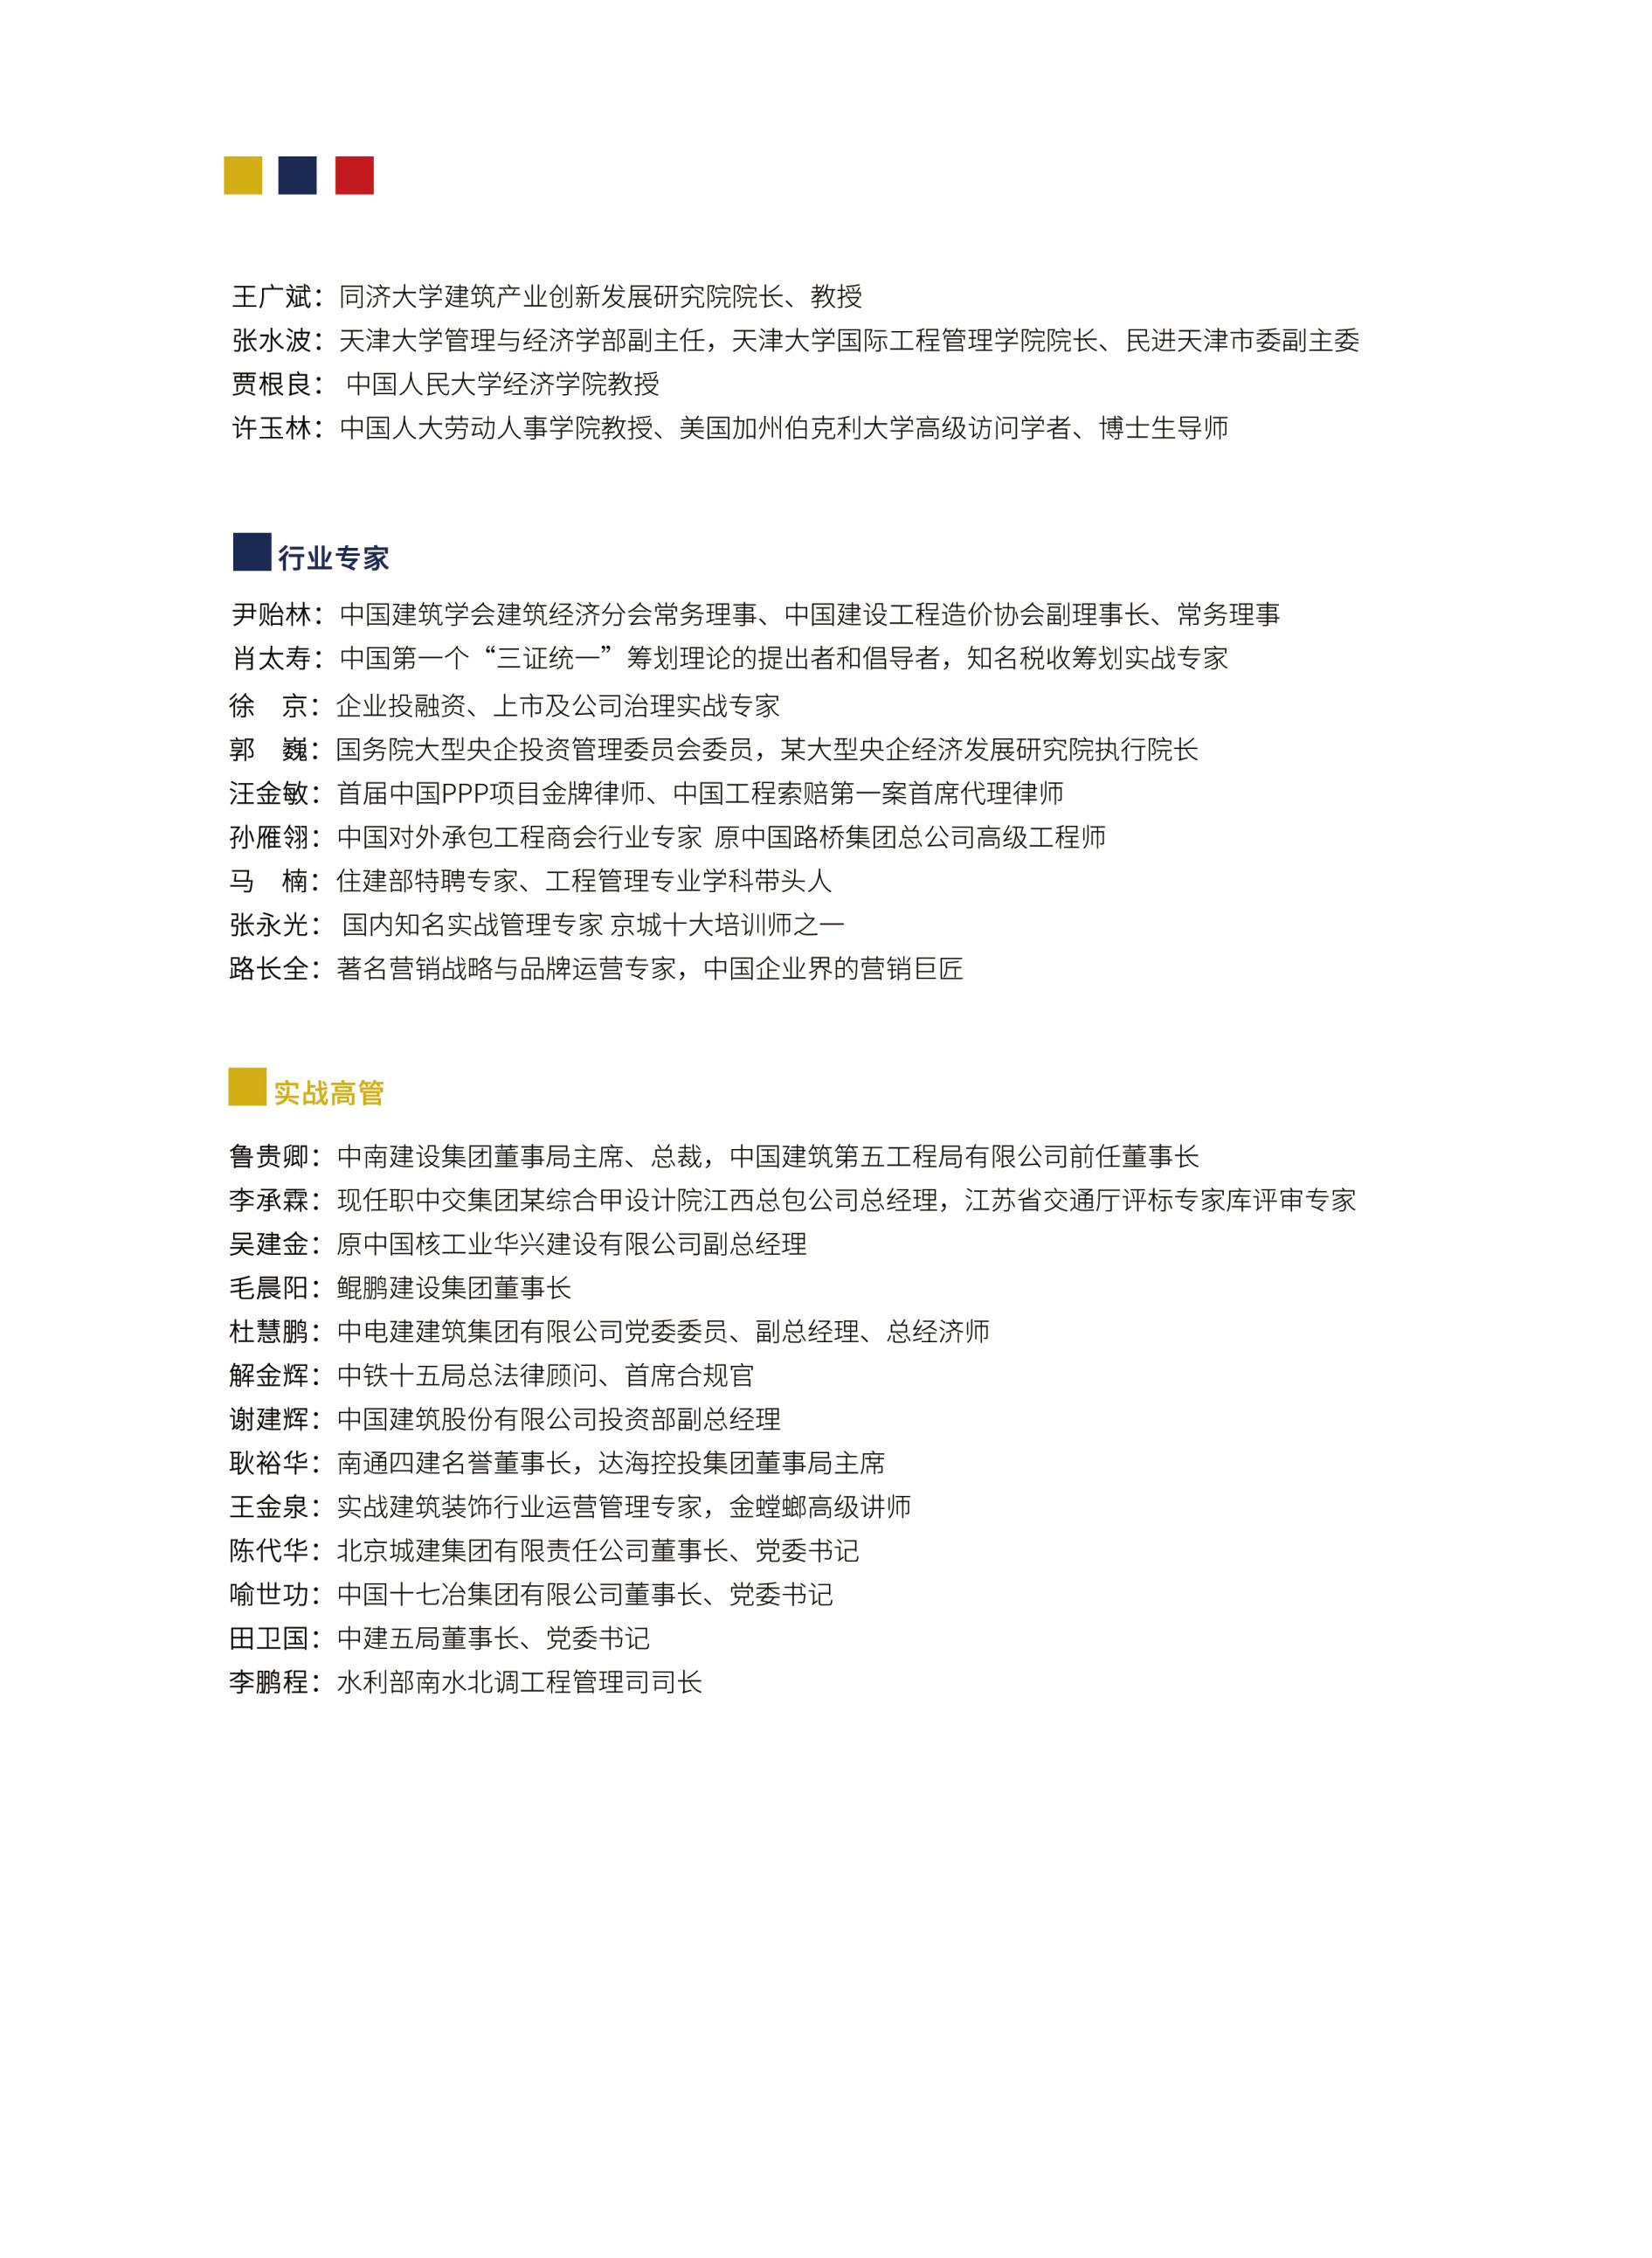 王广斌：同济大学建筑产业创新发展研究院院长、教授
张水波：天津大学管理与经济学部副主任，天津大学国际工程管理学院院长、民进天津市委副主委
贾根良： 中国人民大学经济学院教授
许玉林：中国人大劳动人事学院教授、美国加州伯克利大学高级访问学者、博士生导师
行业专家
尹贻林：中国建筑学会建筑经济分会常务理事、中国建设工程造价协会副理事长、常务理事
肖太寿：中国第一个“三证统一”筹划理论的提出者和倡导者，知名税收筹划实战专家
徐　京：企业投融资、上市及公司治理实战专家
郭　巍：国务院大型央企投资管理委员会委员，某大型央企经济发展研究院执行院长
汪金敏：首届中国PPP项目金牌律师、中国工程索赔第一案首席代理律师
孙雁翎：中国对外承包工程商会行业专家 原中国路桥集团总公司高级工程师
马　楠：住建部特聘专家、工程管理专业学科带头人
张永光： 国内知名实战管理专家 京城十大培训师之一
路长全：著名营销战略与品牌运营专家，中国企业界的营销巨匠
实战高管
鲁贵卿：中南建设集团董事局主席、总裁，中国建筑第五工程局有限公司前任董事长
李承霖：现任职中交集团某综合甲设计院江西总包公司总经理，江苏省交通厅评标专家库评审专家
吴建金：原中国核工业华兴建设有限公司副总经理
毛晨阳：鲲鹏建设集团董事长
杜慧鹏：中电建建筑集团有限公司党委委员、副总经理、总经济师
解金辉：中铁十五局总法律顾问、首席合规官
谢建辉：中国建筑股份有限公司投资部副总经理
耿裕华：南通四建名誉董事长，达海控投集团董事局主席
王金泉：实战建筑装饰行业运营管理专家，金螳螂高级讲师
陈代华：北京城建集团有限责任公司董事长、党委书记
喻世功：中国十七冶集团有限公司董事长、党委书记
田卫国：中建五局董事长、党委书记
李鹏程：水利部南水北调工程管理司司长